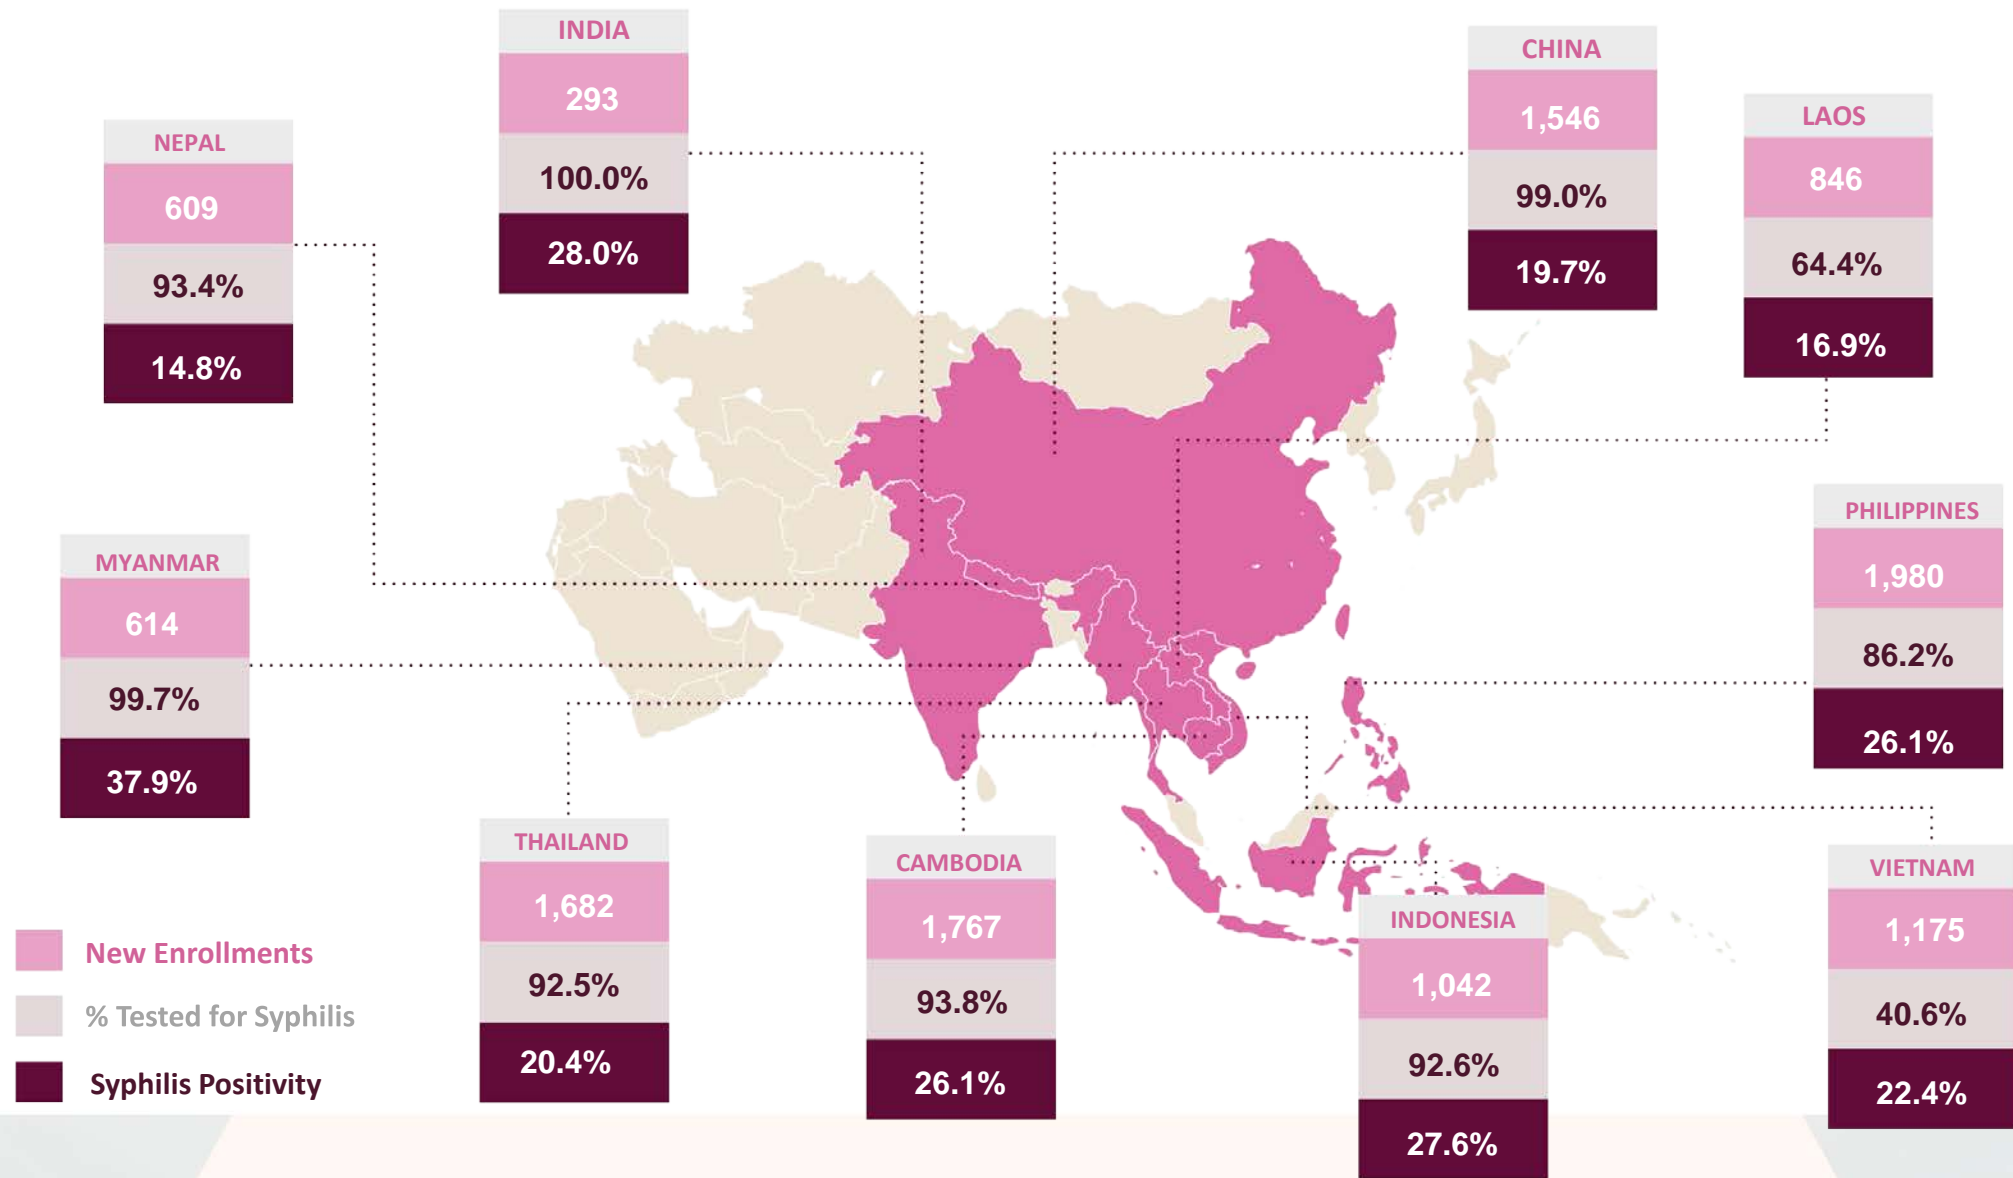 INDIA
293
100.0%
28.0%
CHINA
1,546
99.0%
19.7%
LAOS
846
64.4%
16.9%
NEPAL
609
93.4%
14.8%
PHILIPPINES
1,980
86.2%
26.1%
MYANMAR
614
99.7%
37.9%
THAILAND
1,682
92.5%
20.4%
CAMBODIA
1,767
93.8%
26.1%
INDONESIA
1,042
92.6%
27.6%
VIETNAM
1,175
40.6%
22.4%
New Enrollments
% Tested for Syphilis
Syphilis Positivity